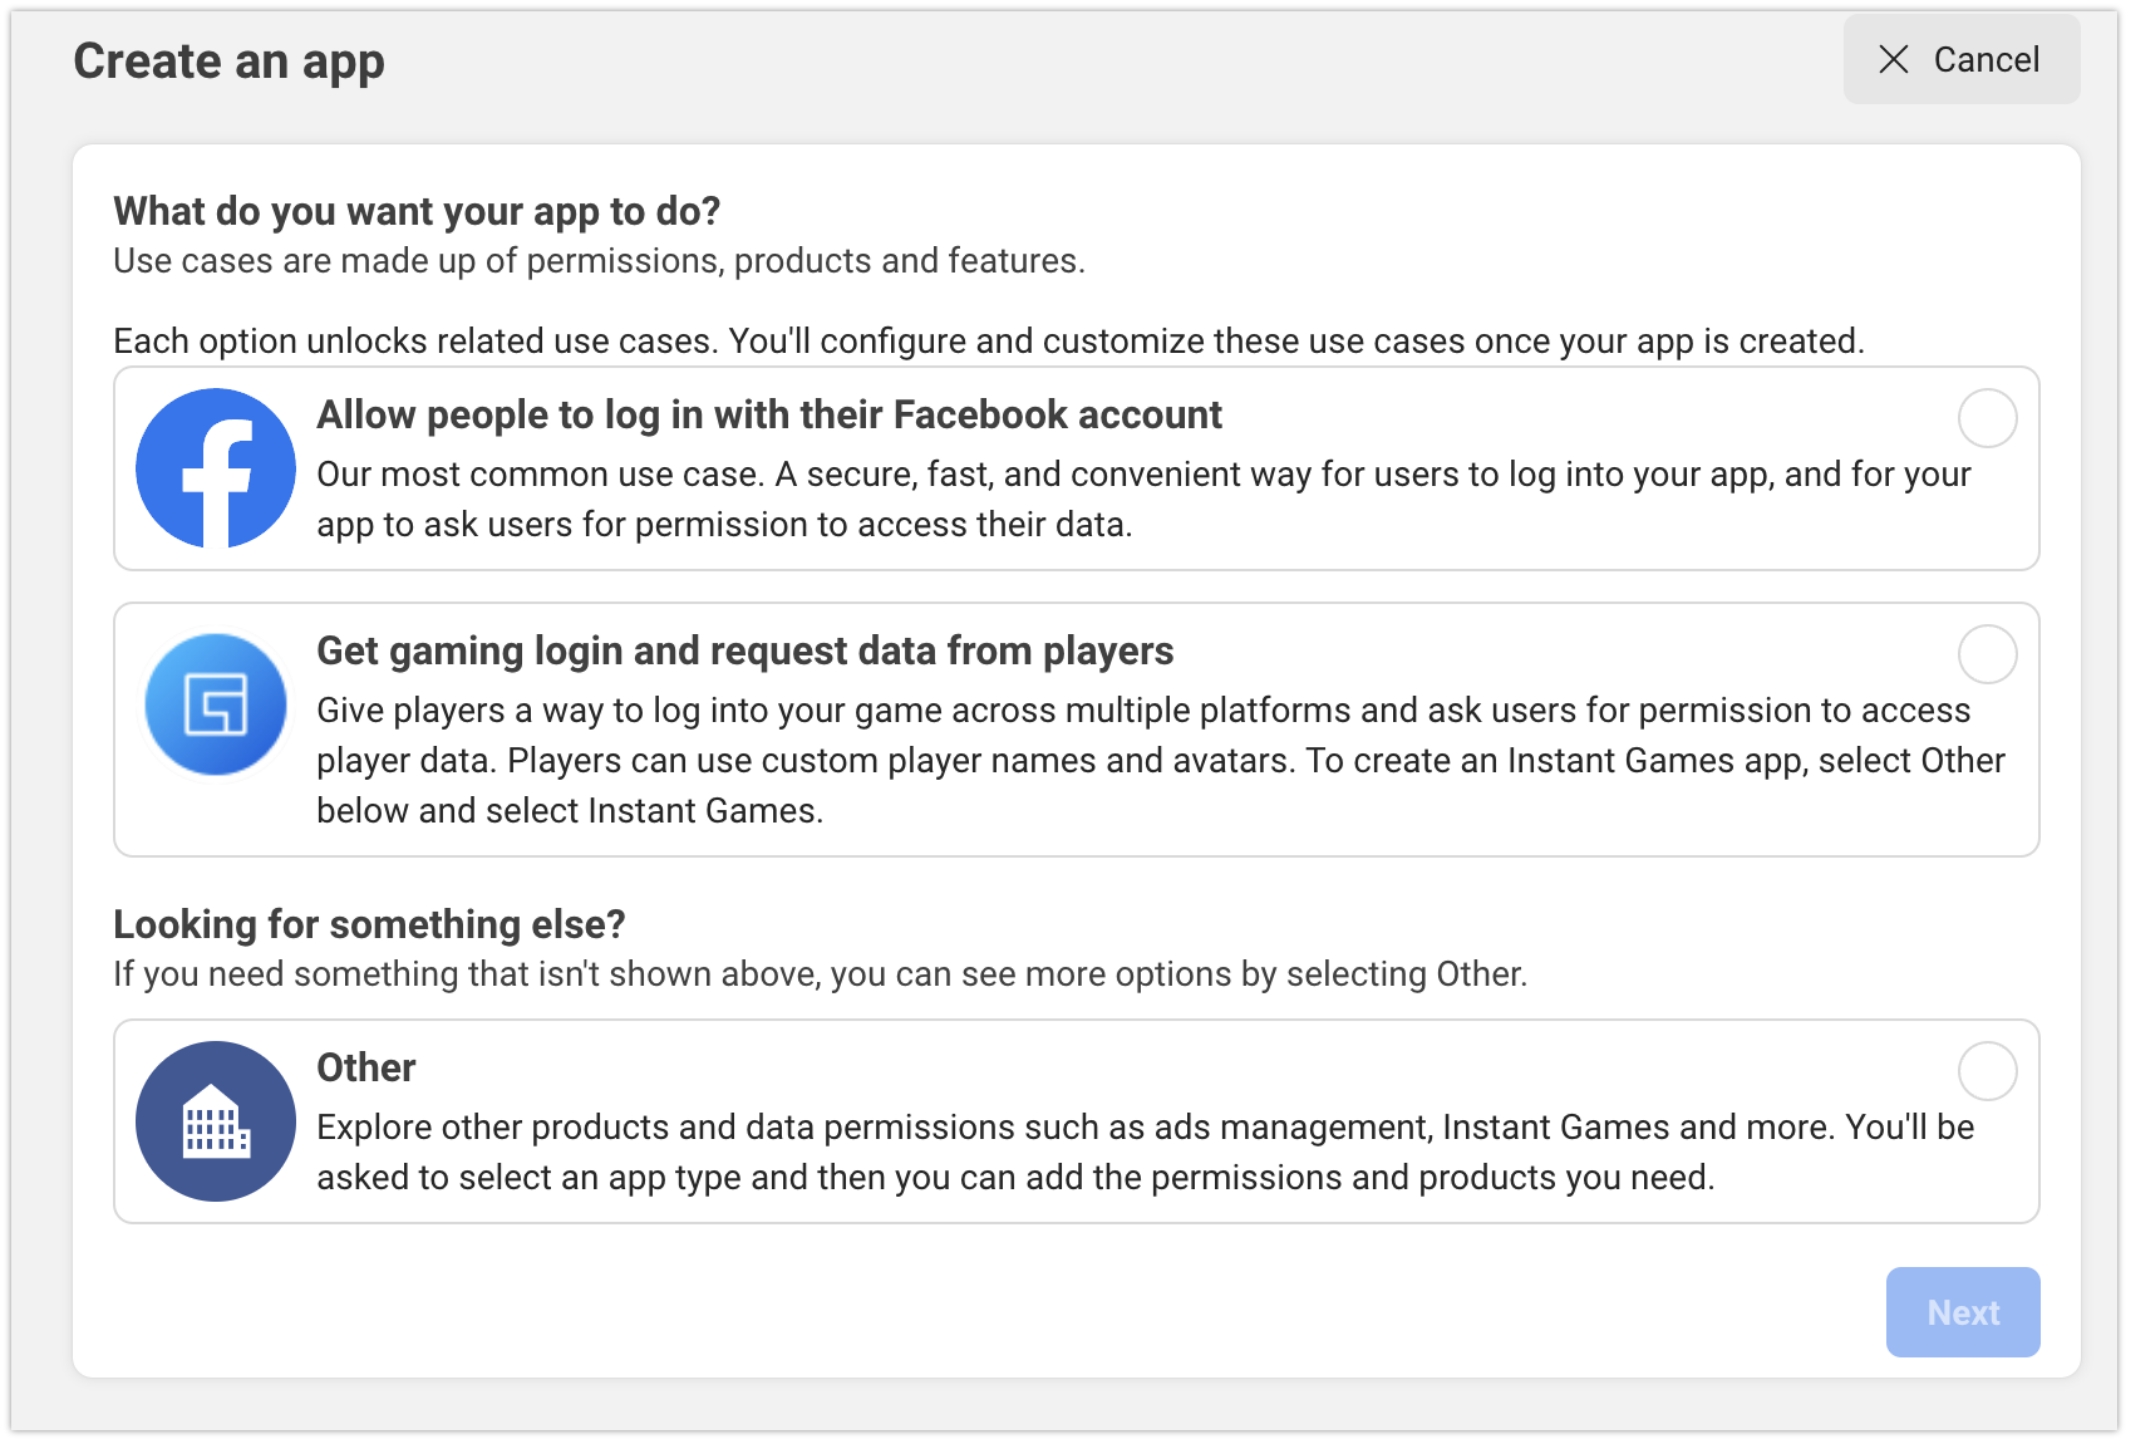 Create an app
Cancel
What do you want your app to do?
Use cases are made up of permissions, products and features.
Each option unlocks related use cases. You'll configure and customize these use cases once your app is created.
Allow people to log in with their Facebook account
Our most common use case. A secure, fast, and convenient way for users to log into your app, and for your
app to ask users for permission to access their data.
Get gaming login and request data from players
Give players a way to log into your game across multiple platforms and ask users for permission to access
player data. Players can use custom player names and avatars. To create an Instant Games app, select Other
below and select Instant Games.
Looking for something else?
If you need something that isn't shown above, you can see more options by selecting Other.
Other
Explore other products and data permissions such as ads management, Instant Games and more. You'll be
asked to select an app type and then you can add the permissions and products you need.
Next